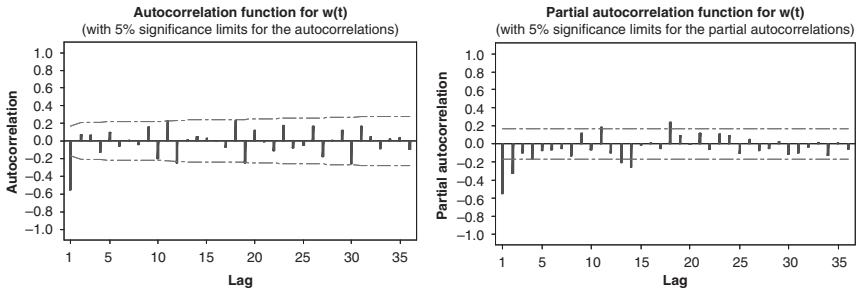 Autocorrelation function for w(t)
(with 5% significance limits for the autocorrelations)
1.0
0.8
0.6
0.4
0.2
0.0
−0.2
−0.4
−0.6
−0.8
−1.0
Autocorrelation
1 5 10 15 20 25 30 35
Lag
Partial autocorrelation function for w(t)
(with 5% significance limits for the partial autocorrelations)
1.0
0.8
0.6
0.4
0.2
0.0
−0.2
−0.4
−0.6
−0.8
−1.0
Partial autocorrelation
1 5 10 15 20 25 30 35
Lag